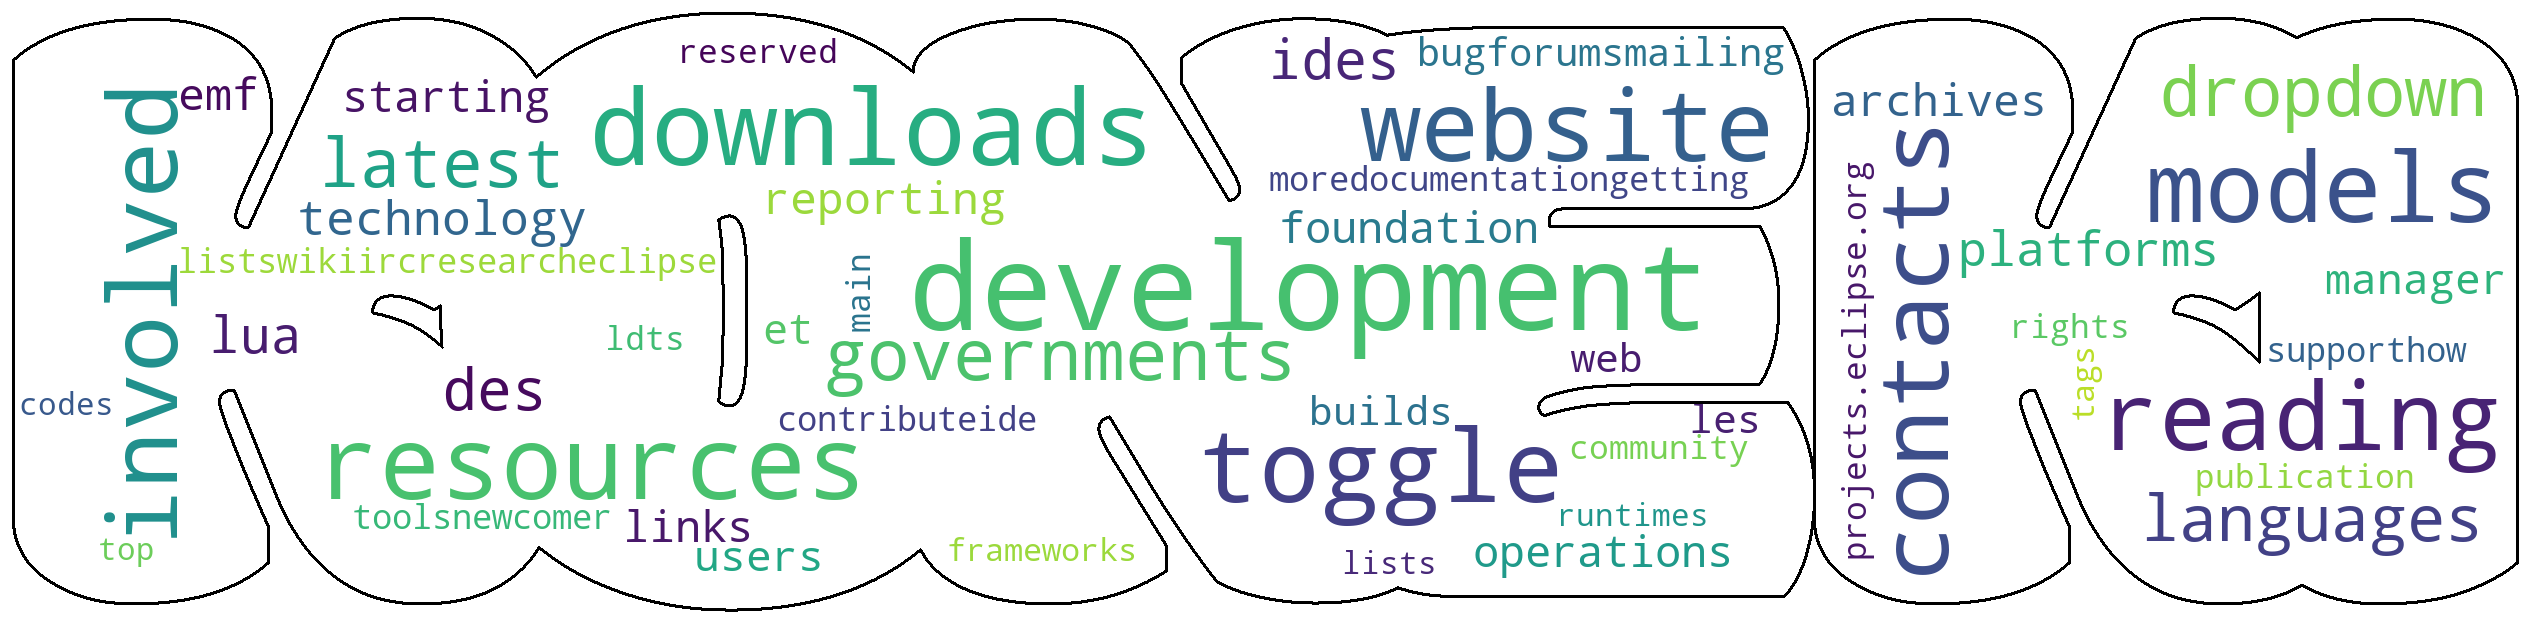 involved
emf
codes
top
lua
starting
latest
technology
listswikiircresearcheclipse
des
resources
toolsnewcomer
links
users
ldts
reserved
downloads
reporting
main
et
development
governments
contributeide
frameworks
ides
bugforumsmailing
website
moredocumentationgetting
foundation
web
builds
les
toggle
community
runtimes
operations
lists
archives
projects.eclipse.org
contacts
platforms
rights
tags
dropdown
models
manager
supporthow
reading
publication
languages